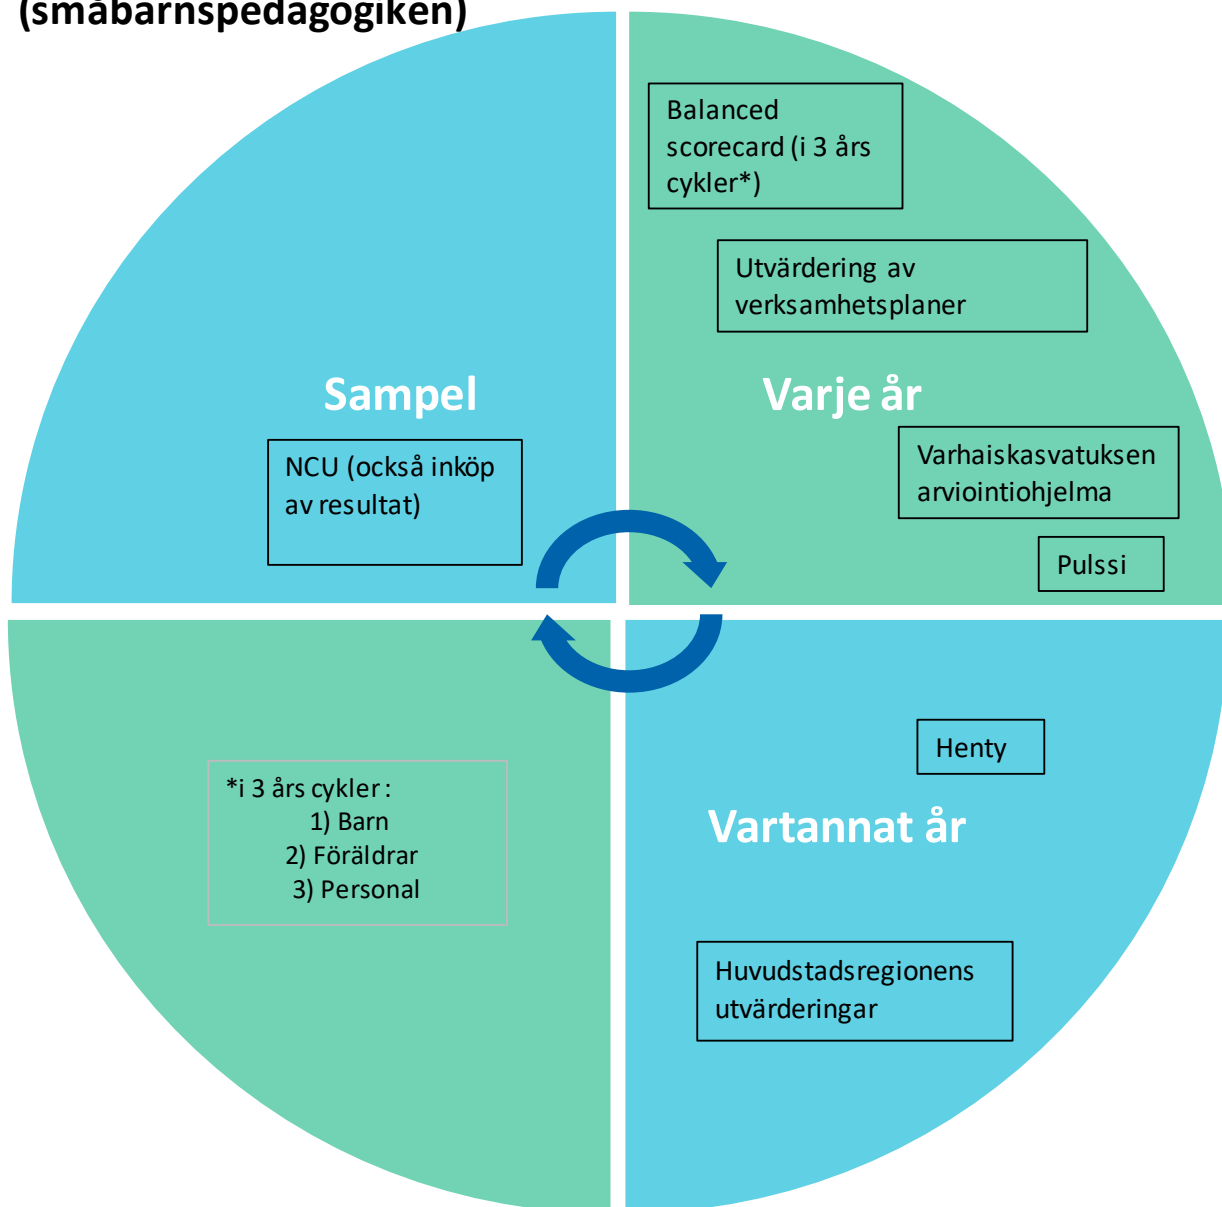 (småbarnspedagogiken)
Balanced
scorecard (i 3 års
cykler*)
Utvärdering av
verksamhetsplaner
Sampel
Varje år
NCU (också inköp
av resultat)
Varhaiskasvatuksen
arviointiohjelma
Pulssi
*i 3 års cykler :
1) Barn
2) Föräldrar
3) Personal
Henty
Vartannat år
Huvudstadsregionens
utvärderingar